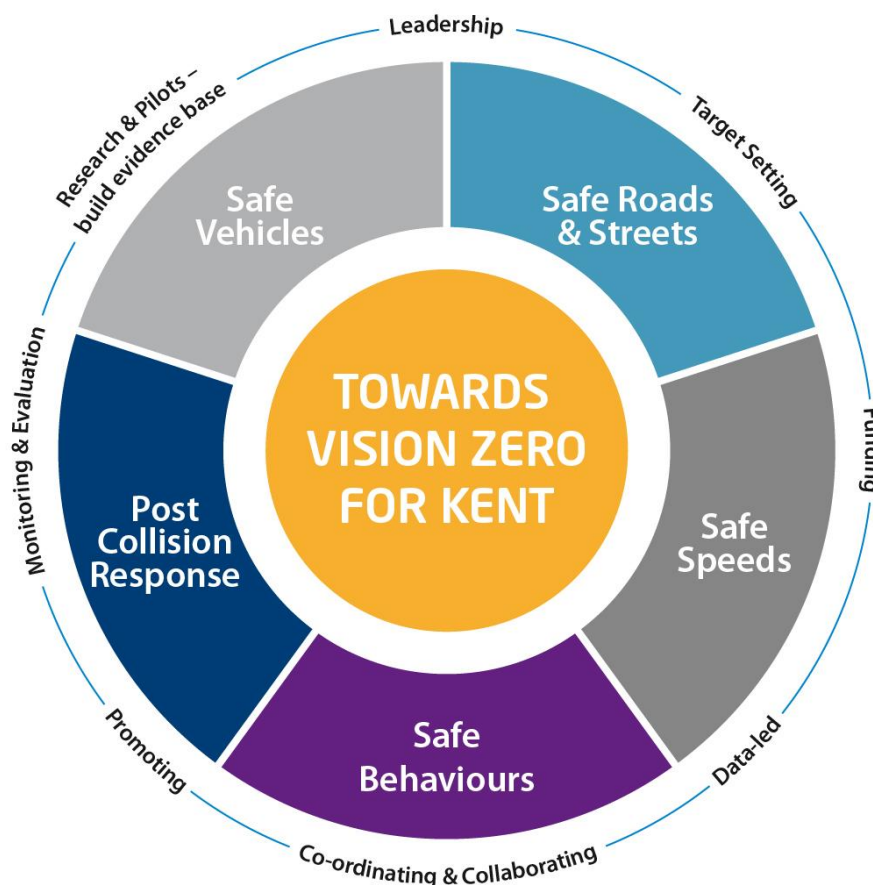 Leadership
Target Setting
Funding
Data-led
Co-ordinating & Collaborating
Promoting
Monitoring & Evaluation
Research & Pilots –
build evidence base
Safe Roads
& Streets
Safe
Speeds
Safe
Behaviours
Post
Collision
Response
Safe
Vehicles
TOWARDS
VISION ZERO
FOR KENT